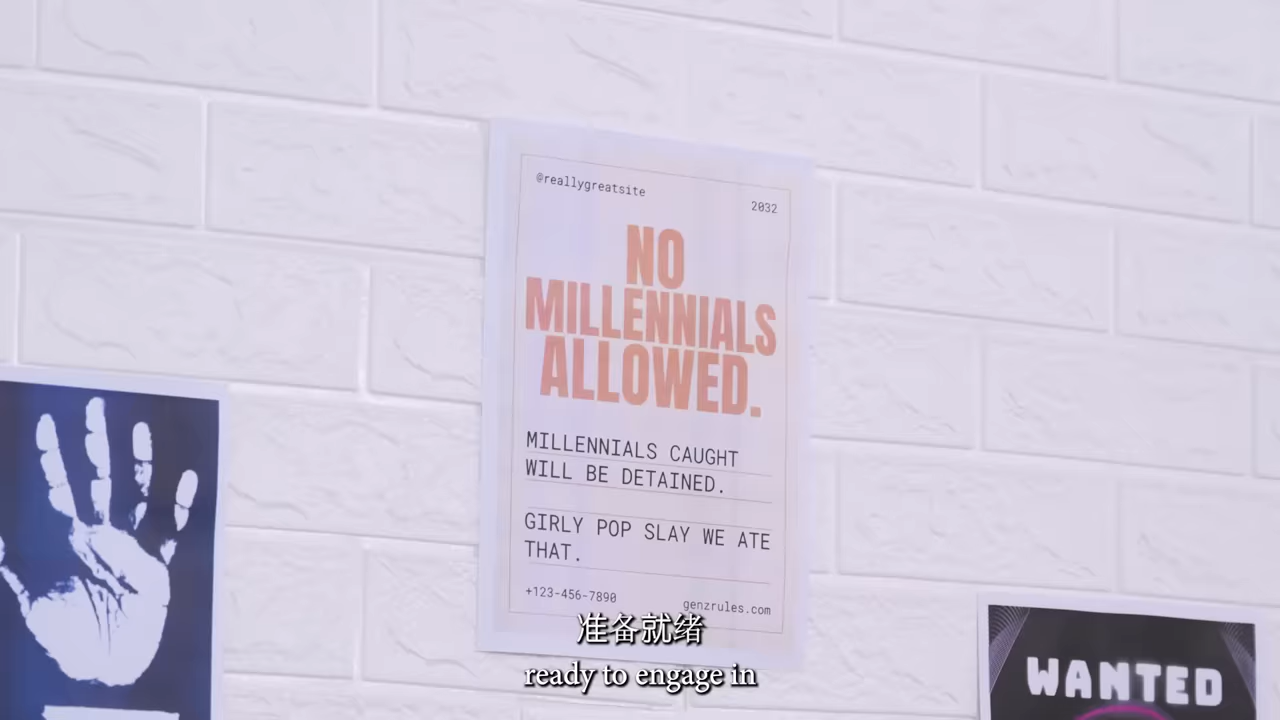 @reallygreatsite
2032
NO
MILLENNIALS
ALLOWED.
MILLENNIALS CAUGHT
WILL BE DETAINED.
GIRLY POP SLAY WE ATE
THAT.
+123-456-7890
genzrules.com
WANTED
准备就绪
ready to engage in